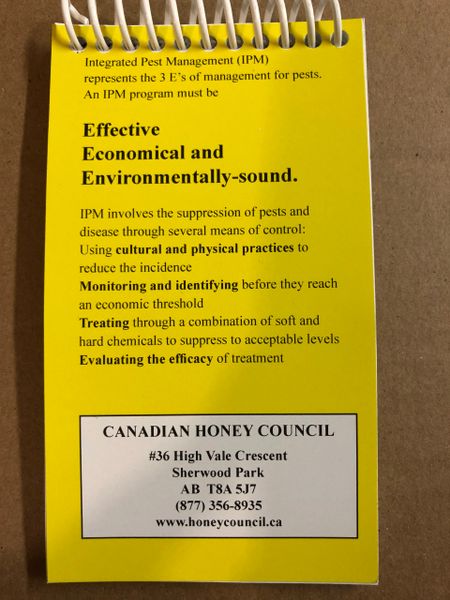 Integrated Pest Management (IPM)
represents the 3 E's of management for pests.
An IPM program must be
Effective
Economical and
Environmentally-sound.
IPM involves the suppression of pests and
disease through several means of control:
Using cultural and physical practices to
reduce the incidence
Monitoring and identifying before they reach
an economic threshold
Treating through a combination of soft and
hard chemicals to suppress to acceptable levels
Evaluating the efficacy of treatment
CANADIAN HONEY COUNCIL
#36 High Vale Crescent
Sherwood Park
AB T8A 5J7
(877) 356-8935
www.honeycouncil.ca